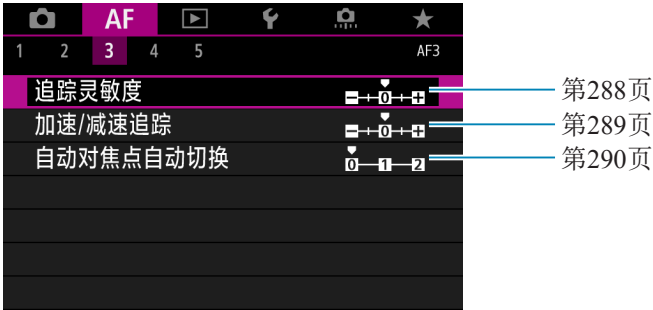 AF
1 2 3 4 5 AF3
追踪灵敏度 - 0 + 第288页
加速/减速追踪 - 0 + 第289页
自动对焦点自动切换 0 1 2 第290页